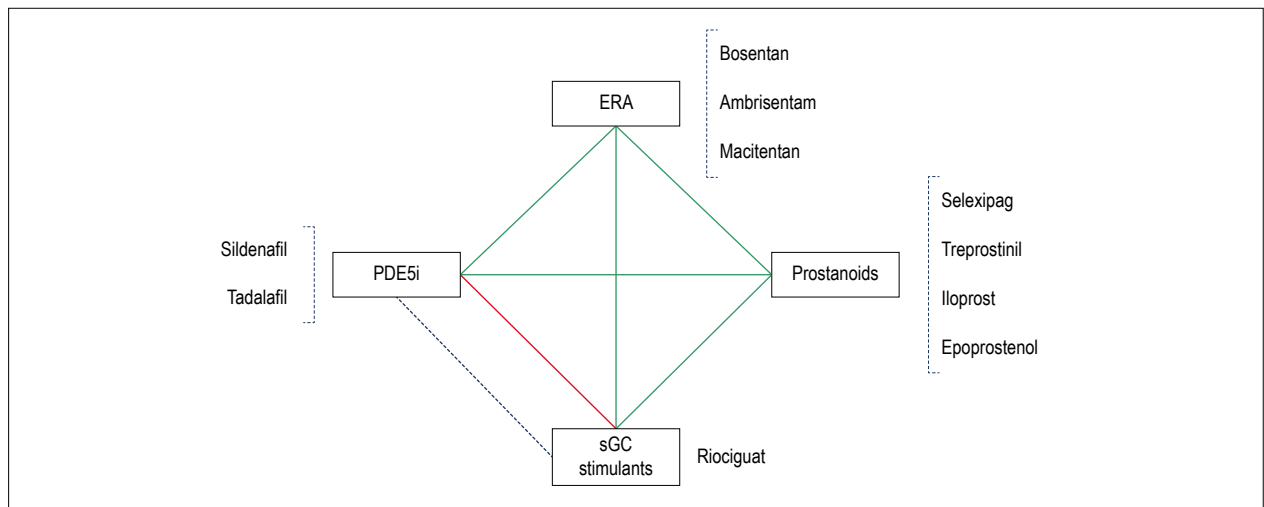 ERA
Bosentan
Ambrisentam
Macitentan
Sildenafil
Tadalafil
PDE5i
Prostanoids
Selexipag
Treprostinil
Iloprost
Epoprostenol
sGC
stimulants
Riociguat